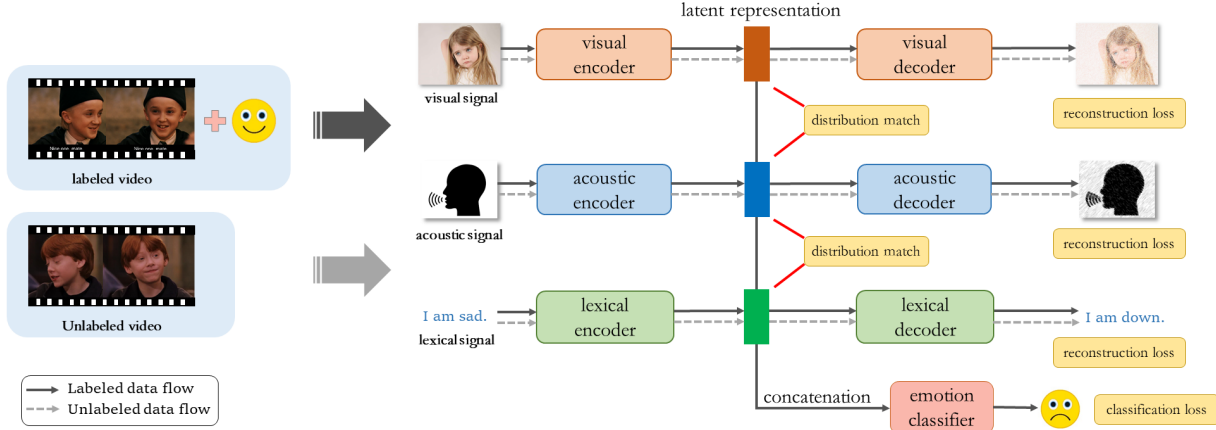 latent representation
visual
encoder
visual
decoder
visual signal
distribution match
reconstruction loss
labeled video
acoustic
encoder
acoustic
decoder
acoustic signal
distribution match
reconstruction loss
Unlabeled video
I am sad.
lexical signal
lexical
encoder
lexical
decoder
I am down.
reconstruction loss
Labeled data flow
Unlabeled data flow
concatenation
emotion
classifier
classification loss